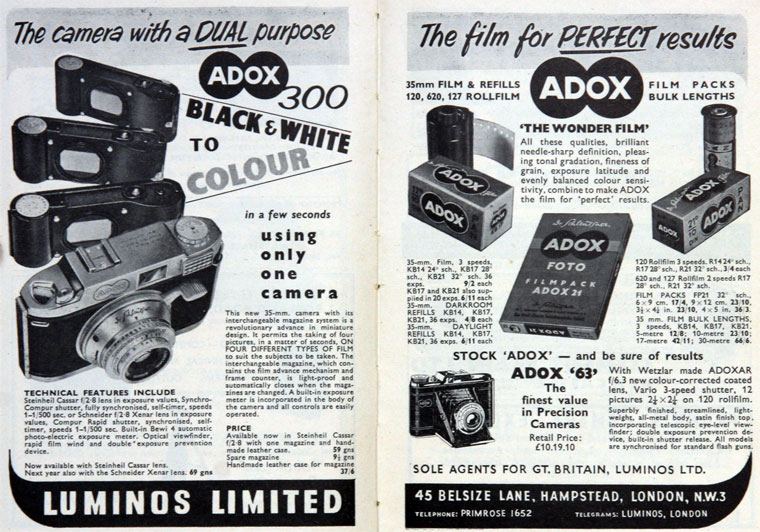 The camera with a DUAL purpose
ADOX
300
BLACK & WHITE
TO
COLOUR
in a few seconds
using
only
one
camera
This new 35-mm. camera with its
interchangeable magazine system is a
revolutionary advance in miniature
design. It permits the taking of four
pictures, in a matter of seconds, ON
FOUR DIFFERENT TYPES OF FILM
to suit the subjects to be taken. The
interchangeable magazine, which con-
tains the film advance mechanism and
frame counter, is light-proof and
automatically closes when the maga-
zines are changed. A built-in exposure
meter is incorporated in the body of
the camera and all controls are easily
operated.
TECHNICAL FEATURES INCLUDE
Steinheil Cassar f/2·8 lens in exposure values, Synchro-
Compur shutter, fully synchronised, self-timer, speeds
1–1/500 sec. or Schneider f/2·8 Xenar lens in exposure
values, Compur Rapid shutter, synchronised, self-
timer, speeds 1–1/500 sec. Built-in Bewi 4 automatic
photo-electric exposure meter. Optical viewfinder,
rapid film wind and double exposure prevention
device.
Now available with Steinheil Cassar lens.
Next year also with the Schneider Xenar lens. 69 gns
PRICE
Available now in Steinheil Cassar
f/2·8 with one magazine and hand-
made leather case. 59 gns
Spare magazine 9½ gns
Handmade leather case for magazine
37/6
LUMINOS LIMITED
The film for PERFECT results
35mm FILM & REFILLS
120, 620, 127 ROLLFILM
ADOX
FILM PACKS
BULK LENGTHS
'THE WONDER FILM'
All these qualities, brilliant
needle-sharp definition, pleas-
ing tonal gradation, fineness of
grain, exposure latitude and
evenly balanced colour sensi-
tivity, combine to make ADOX
the film for 'perfect' results.
ADOX
ADOX
ADOX
ADOX
FOTO
FILMPACK
ADOX 21
35-mm. Film, 3 speeds,
KB14 24° sch., KB17 28°
sch., KB21 32° sch. 36
exps. 9/2 each
KB17 and KB21 also sup-
plied in 20 exps. 6/11 each
35-mm. DARKROOM
REFILLS KB14, KB17,
KB21, 36 exps. 4/8 each
35-mm. DAYLIGHT
REFILLS KB14, KB17,
KB21, 36 exps. 6/11 each
120 Rollfilm 3 speeds. R14 24° sch.,
R17 28° sch., R21 32° sch., 3/4 each
620 and 127 Rollfilm 2 speeds R17
28° sch., R21 32° sch.
FILM PACKS FP21 32° sch.,
6 × 9 cm. 17/4, 9 × 12 cm. 23/10,
3¼ × 4¼ in. 23/10, 4 × 5 in. 36/3.
35 mm. FILM BULK LENGTHS,
3 speeds, KB14, KB17, KB21.
5-metre 12/8; 10-metre 23/10;
17-metre 42/11; 30-metre 66/6.
STOCK 'ADOX' — and be sure of results
ADOX '63'
The
finest value
in Precision
Cameras
Retail Price:
£10.19.10
With Wetzlar made ADOXAR
f/6.3 new colour-corrected coated
lens, Vario 3-speed shutter, 12
pictures 2¼ × 2¼ on 120 rollfilm.
Superbly finished, streamlined, light-
weight, all-metal body, satin finish top,
incorporating telescopic eye-level view-
finder; double exposure prevention de-
vice, built-in shutter release. All models
are synchronised for standard flash guns.
SOLE AGENTS FOR GT. BRITAIN, LUMINOS LTD.
45 BELSIZE LANE, HAMPSTEAD, LONDON, N.W.3
TELEPHONE: PRIMROSE 1652 TELEGRAMS: LUMINOS, LONDON